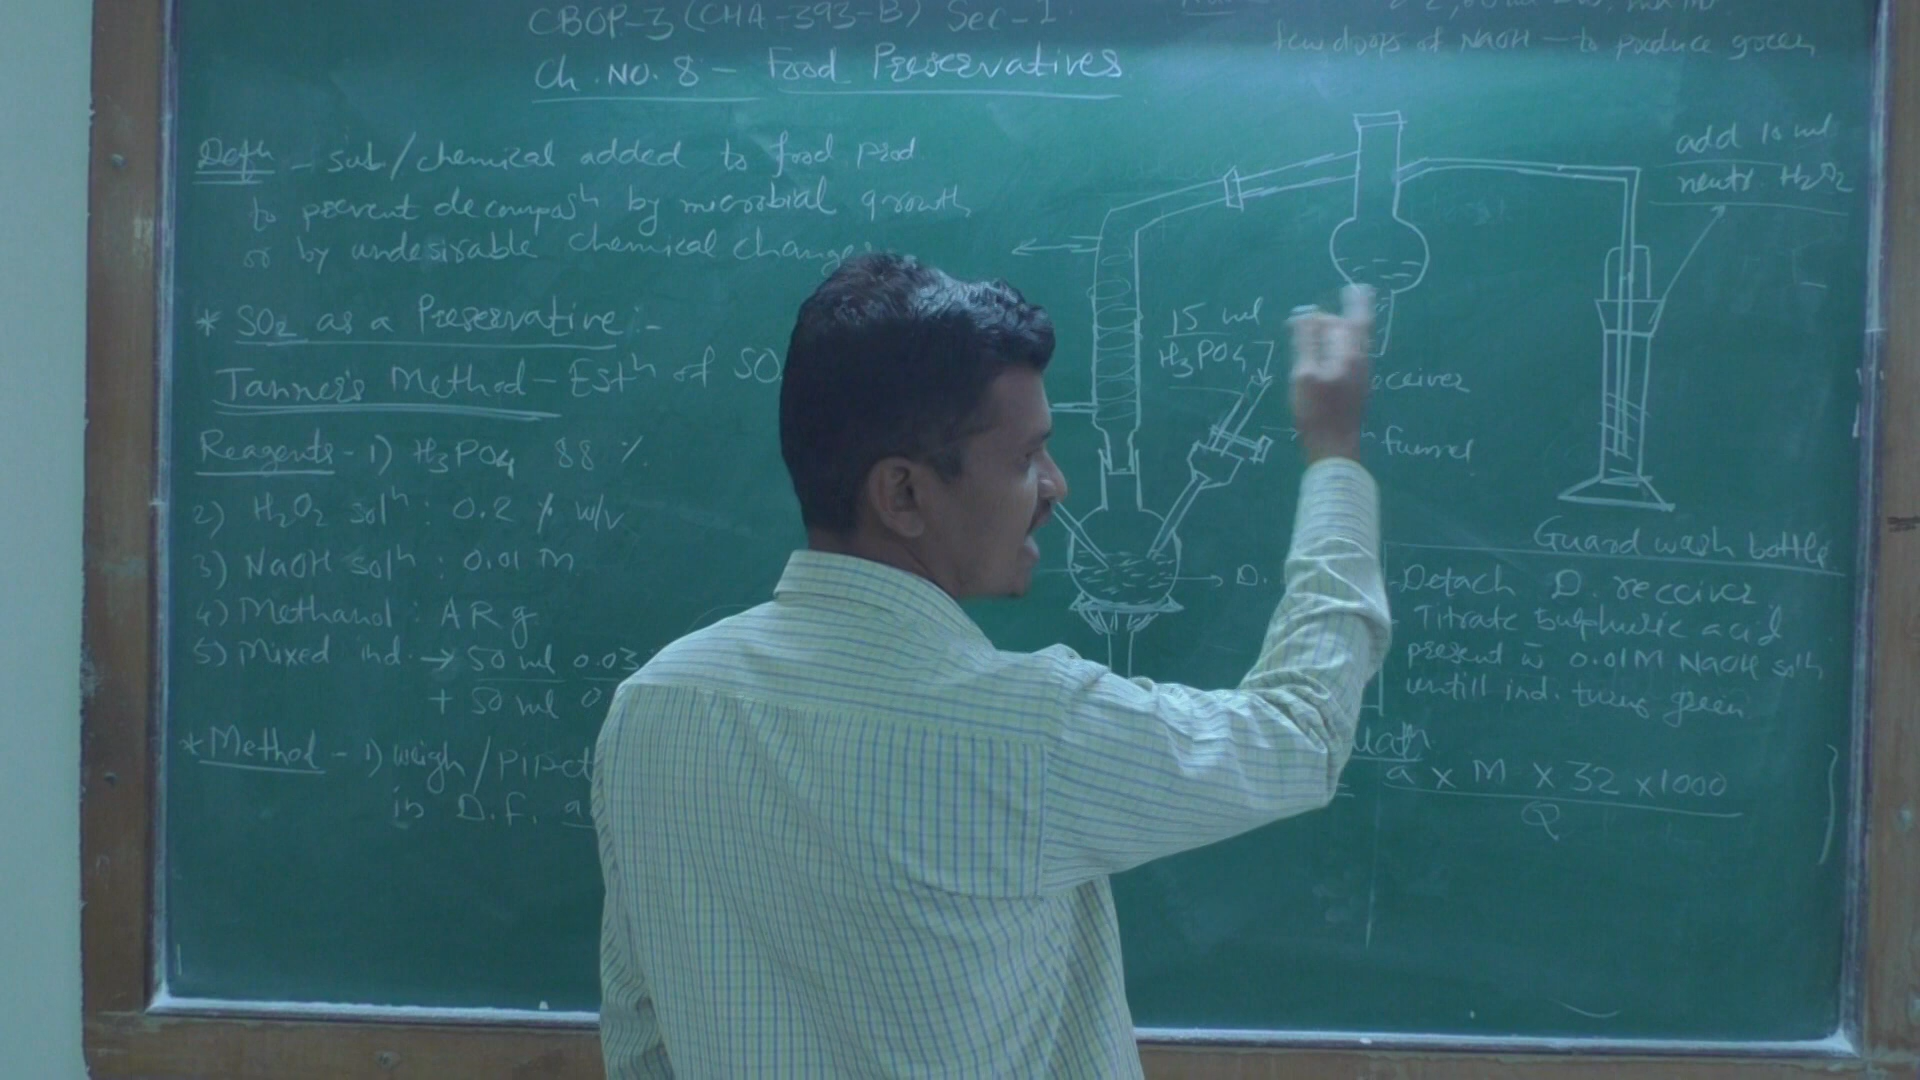 CBOP-3 (CHA-393-B) Sec-I
Ch. No. 8 - Food Preservatives
few drops of NaOH - to produce green
Defn - sub/chemical added to food prod
to prevent decomposn by microbial growth
or by undesirable chemical change
* SO2 as a Preservative :-
Tanner's Method - Estn of SO
Reagents - 1) H3PO4 88 %
2) H2O2 soln : 0.2 % w/v
3) NaOH soln : 0.01 M
4) Methanol : AR g
5) Mixed ind. → 50 ml 0.03
+ 50 ml 0
* Method - 1) weigh/Pipet
in D.F.
add 10 ml
neutr. H2O2
15 ml
H3PO4
receiver
funnel
D.
Guard wash bottle
- Detach D. receiver
- Titrate sulphuric acid
present in 0.01M NaOH soln
untill ind. turns green
= a x M x 32 x 1000
Q